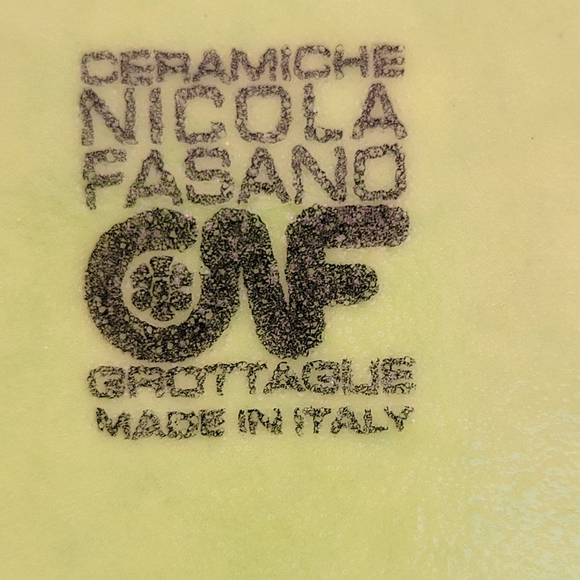 CERAMICHE
NICOLA
FASANO
CNF
GROTTAGLIE
MADE IN ITALY